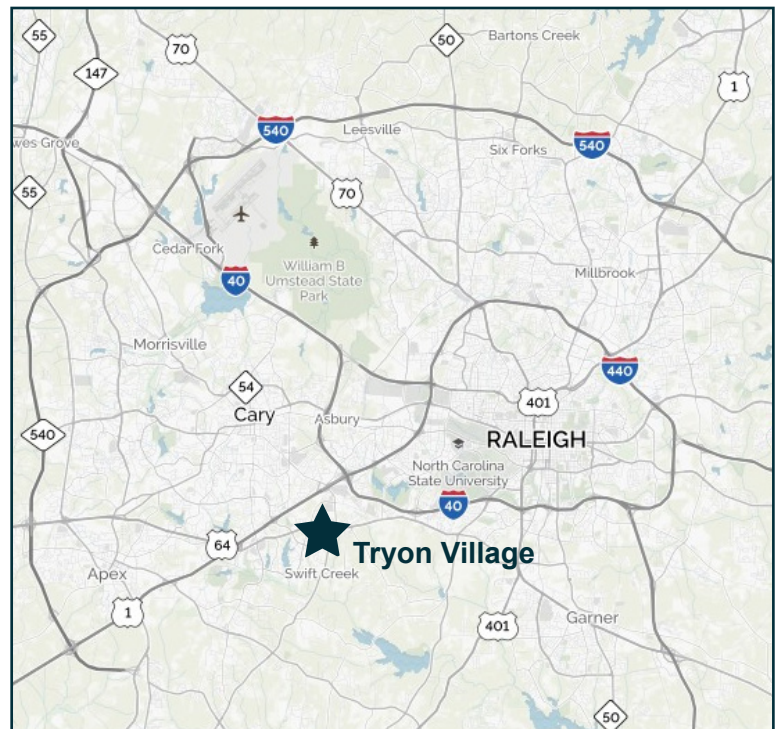 55
70
50
Bartons Creek
147
1
540
Leesville
540
wes Grove
Six Forks
55
70
Cedar Fork
William B
Umstead State
Park
Millbrook
40
Morrisville
440
54
401
Cary
Asbury
540
RALEIGH
North Carolina
State University
40
64
Tryon Village
Apex
Swift Creek
1
401
Garner
50